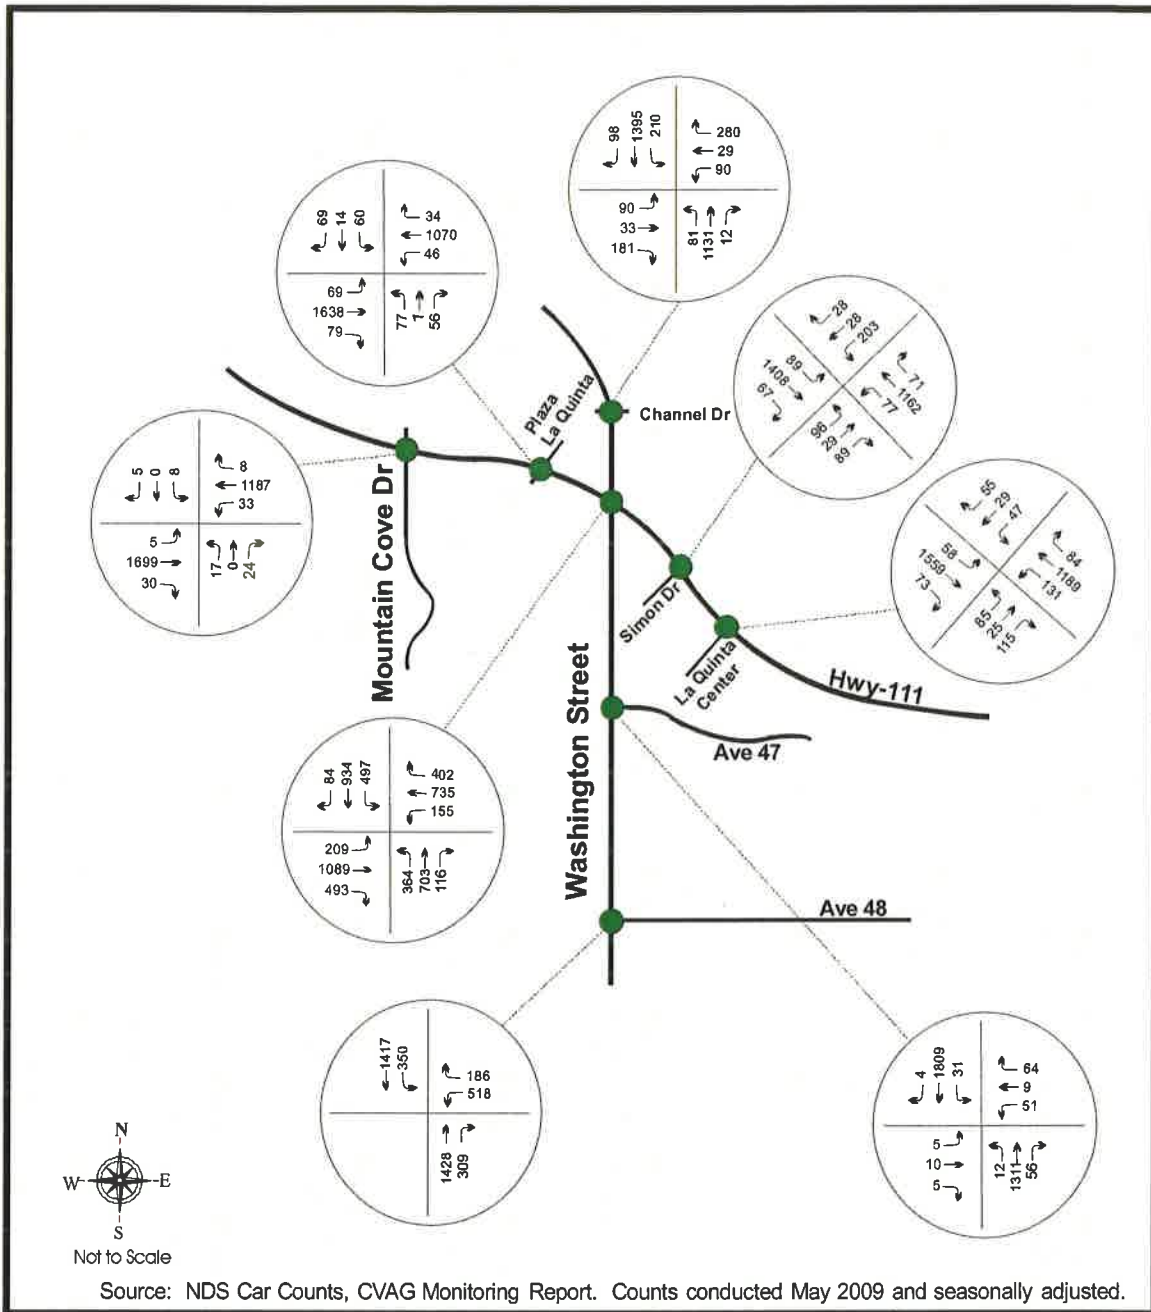 98 1395 210
280
29
90
90
33
181
81 1131 12
69 14 60
34
1070
46
69
1638
79
77 1 56
28 28 203
71
1162
77
89
1408
67
96 29 89
Plaza
La Quinta
Channel Dr
5 0 8
8
1187
33
5
1699
30
17 0 24
Mountain Cove Dr
55 29 47
84
1189
131
58
1559
73
85 25 115
Simon Dr
La Quinta
Center
Hwy-111
Washington Street
Ave 47
84 934 497
402
735
155
209
1089
493
364 703 116
Ave 48
1417 350
186
518
1428 309
4 1809 31
64
9
51
5
10
5
12 1311 56
N
W E
S
Not to Scale
Source: NDS Car Counts, CVAG Monitoring Report. Counts conducted May 2009 and seasonally adjusted.